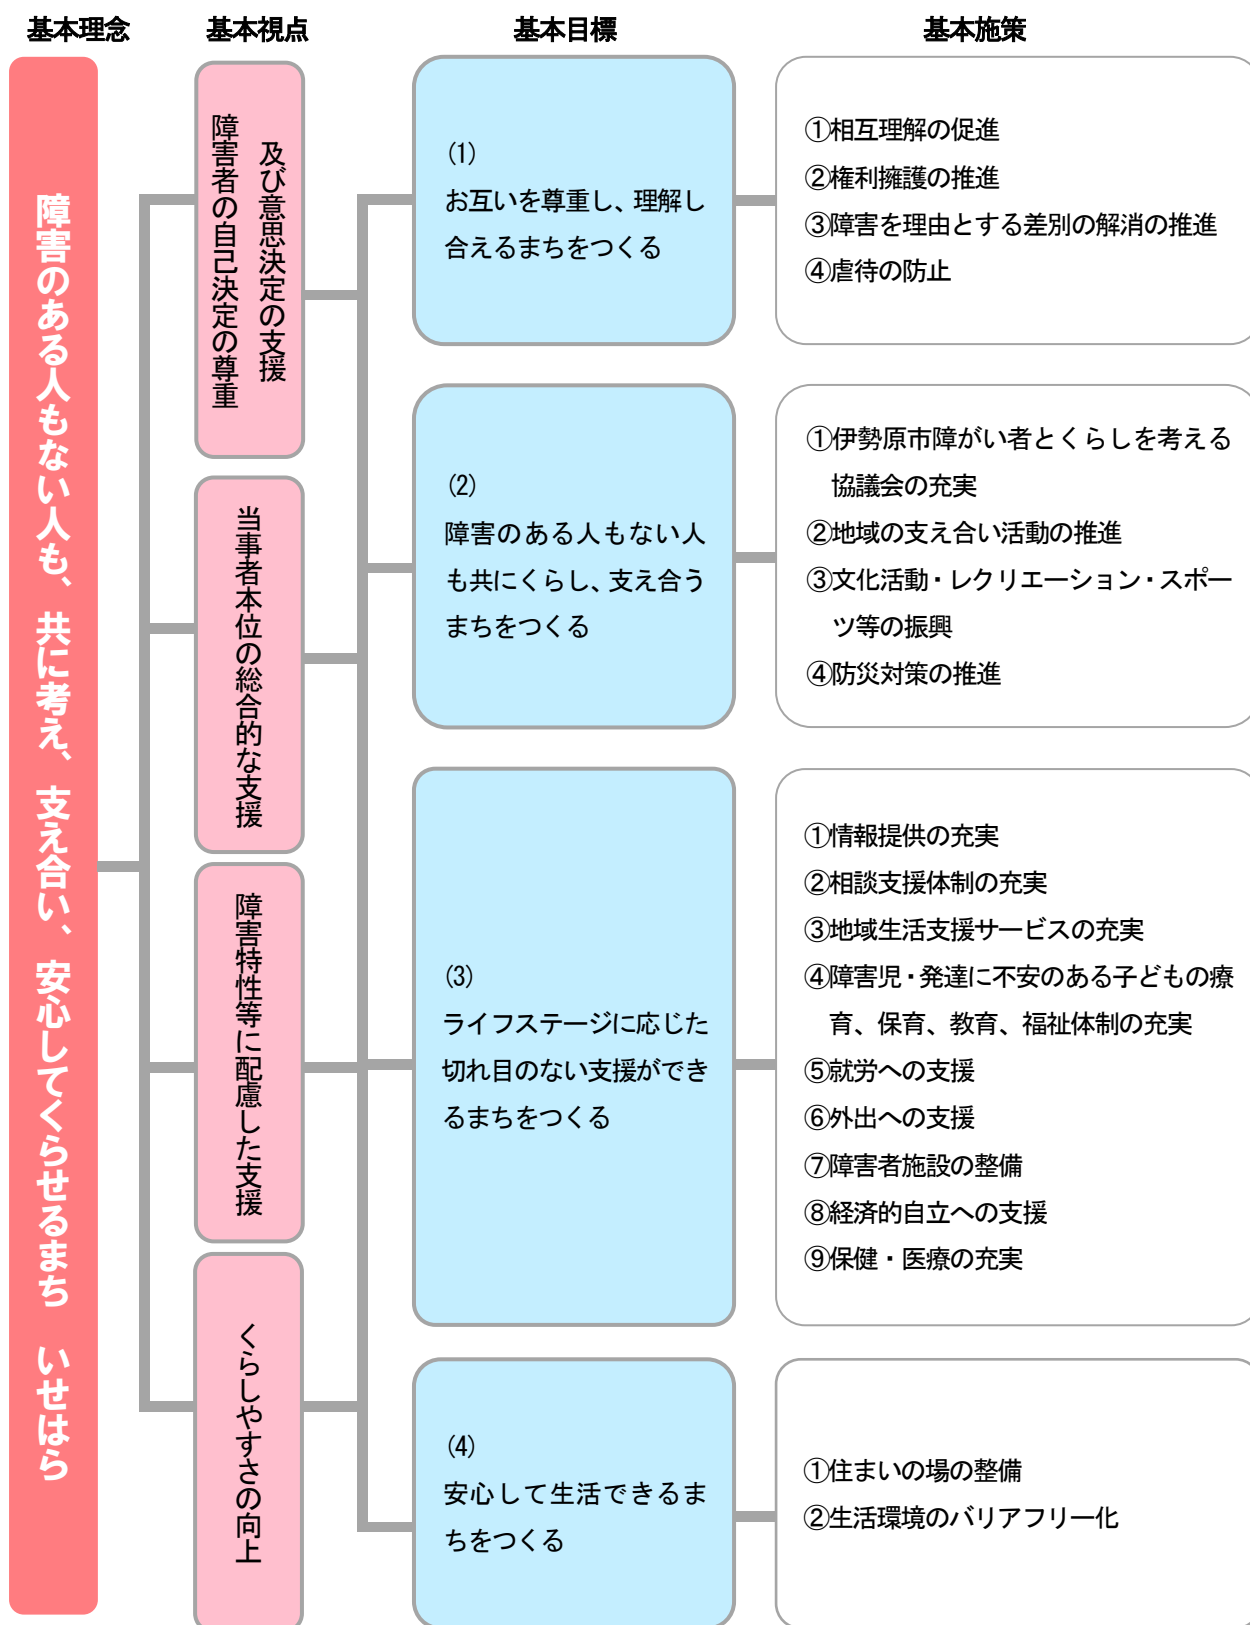 基本理念
基本視点
基本目標
基本施策
障害のある人もない人も、共に考え、支え合い、安心してくらせるまち　いせはら
障害者の自己決定の尊重
及び意思決定の支援
当事者本位の総合的な支援
障害特性等に配慮した支援
くらしやすさの向上
(1)
お互いを尊重し、理解し
合えるまちをつくる
①相互理解の促進
②権利擁護の推進
③障害を理由とする差別の解消の推進
④虐待の防止
(2)
障害のある人もない人
も共にくらし、支え合う
まちをつくる
①伊勢原市障がい者とくらしを考える
協議会の充実
②地域の支え合い活動の推進
③文化活動・レクリエーション・スポー
ツ等の振興
④防災対策の推進
(3)
ライフステージに応じた
切れ目のない支援ができ
るまちをつくる
①情報提供の充実
②相談支援体制の充実
③地域生活支援サービスの充実
④障害児・発達に不安のある子どもの療
育、保育、教育、福祉体制の充実
⑤就労への支援
⑥外出への支援
⑦障害者施設の整備
⑧経済的自立への支援
⑨保健・医療の充実
(4)
安心して生活できるま
ちをつくる
①住まいの場の整備
②生活環境のバリアフリー化